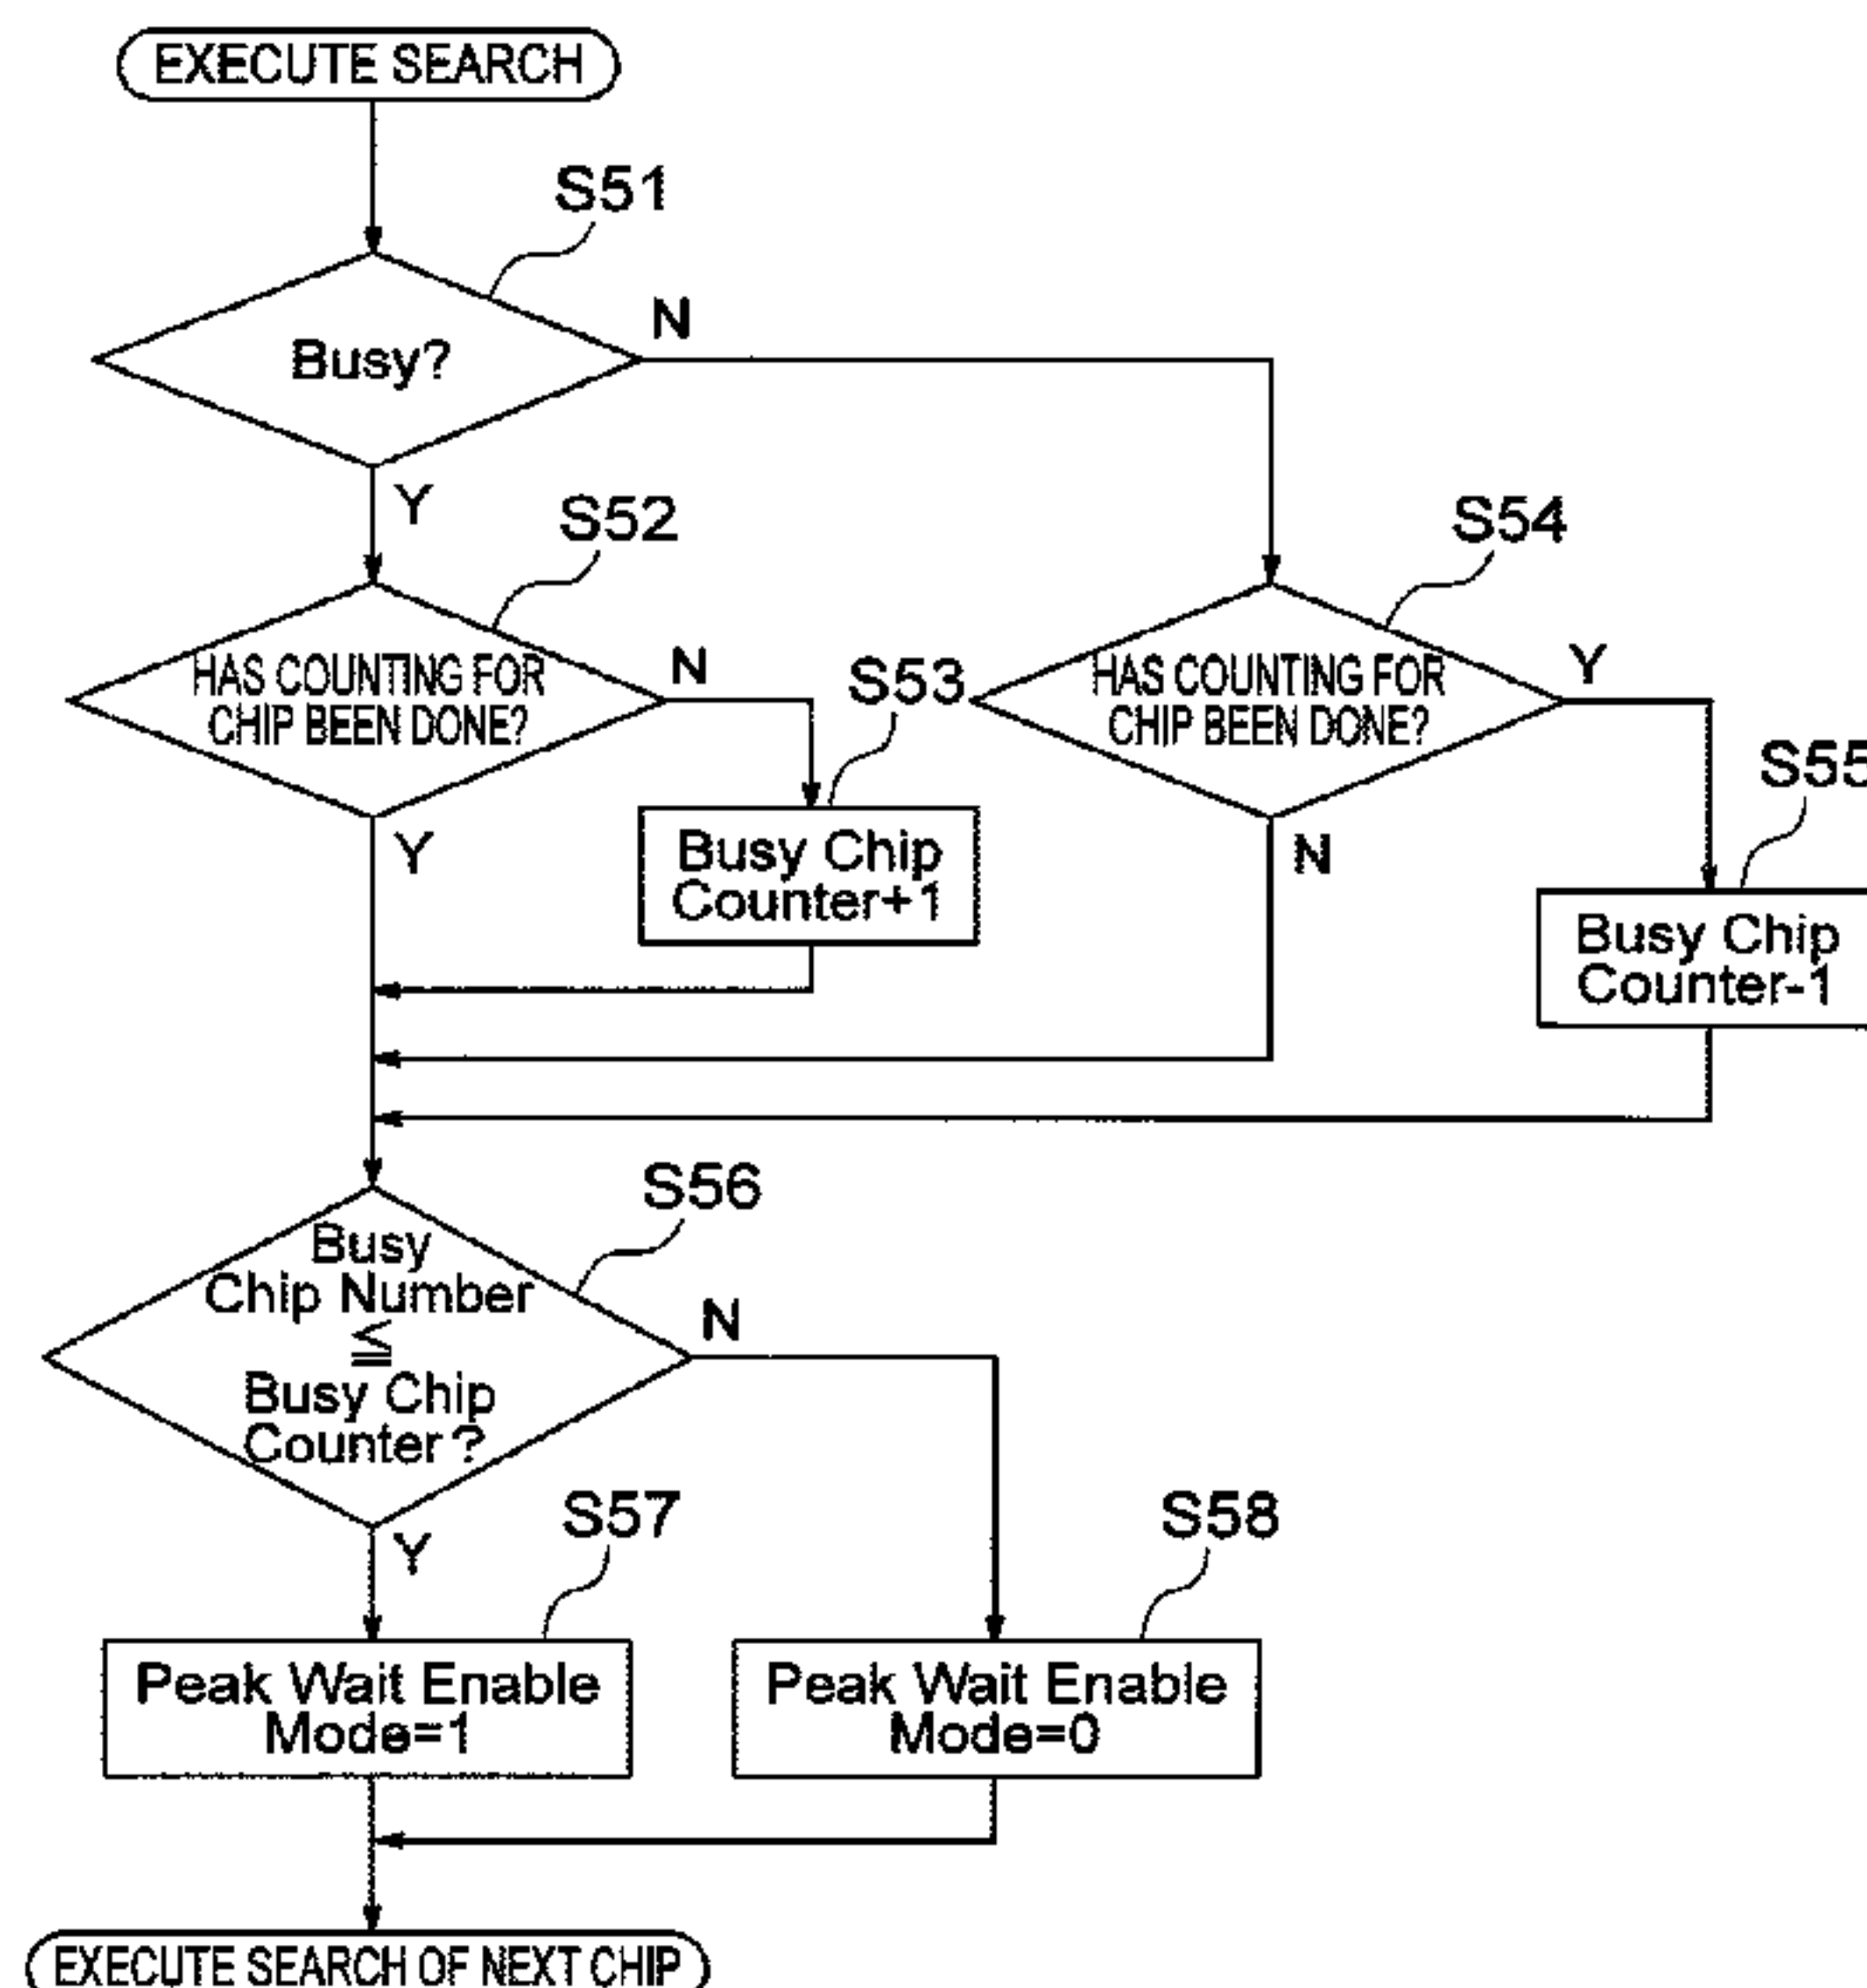 EXECUTE SEARCH
S51
Busy?
N
Y
S52
S54
HAS COUNTING FOR
CHIP BEEN DONE?
N
S53
HAS COUNTING FOR
CHIP BEEN DONE?
Y
S55
Y
Busy Chip
Counter+1
N
Busy Chip
Counter-1
S56
Busy
Chip Number
≦
Busy Chip
Counter?
N
Y
S57
S58
Peak Wait Enable
Mode=1
Peak Wait Enable
Mode=0
EXECUTE SEARCH OF NEXT CHIP